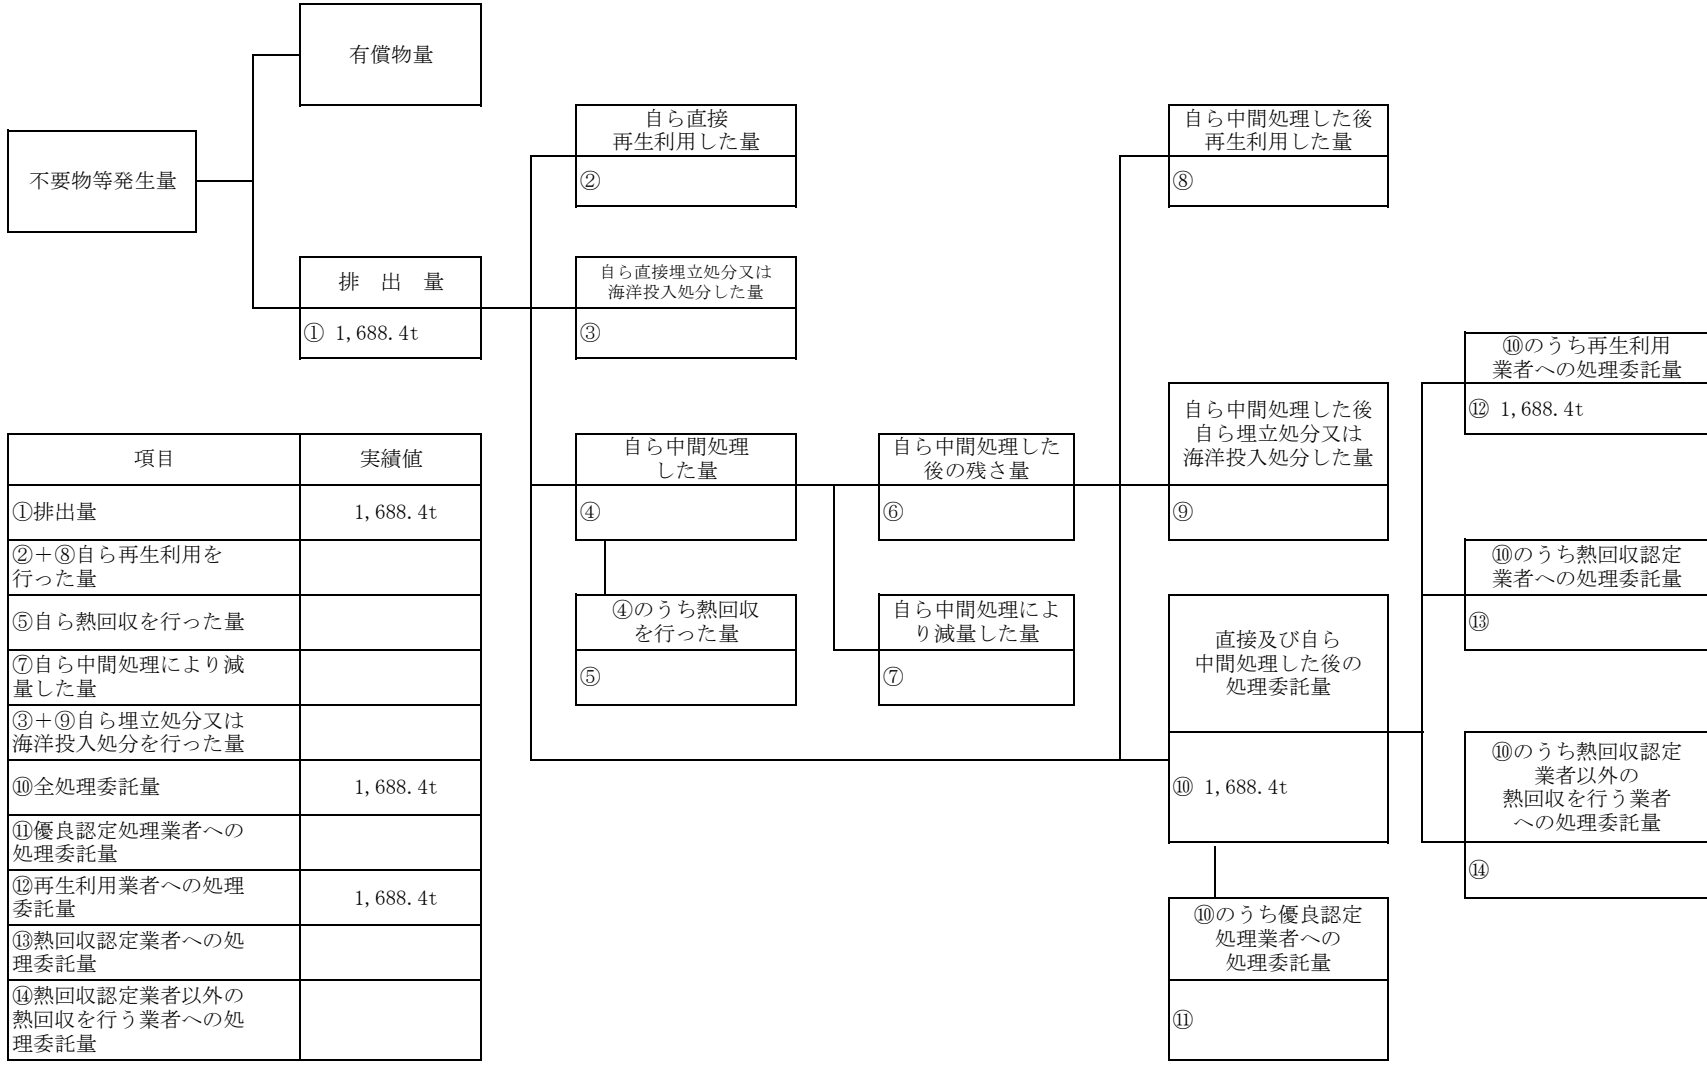 有償物量
不要物等発生量
排　出　量
① 1,688.4t
自ら直接
再生利用した量
②
自ら直接埋立処分又は
海洋投入処分した量
③
自ら中間処理
した量
④
④のうち熱回収
を行った量
⑤
自ら中間処理した
後の残さ量
⑥
自ら中間処理によ
り減量した量
⑦
自ら中間処理した後
再生利用した量
⑧
自ら中間処理した後
自ら埋立処分又は
海洋投入処分した量
⑨
直接及び自ら
中間処理した後の
処理委託量
⑩ 1,688.4t
⑩のうち優良認定
処理業者への
処理委託量
⑪
⑩のうち再生利用
業者への処理委託量
⑫ 1,688.4t
⑩のうち熱回収認定
業者への処理委託量
⑬
⑩のうち熱回収認定
業者以外の
熱回収を行う業者
への処理委託量
⑭
項目 実績値
①排出量 1,688.4t
②＋⑧自ら再生利用を
行った量
⑤自ら熱回収を行った量
⑦自ら中間処理により減
量した量
③＋⑨自ら埋立処分又は
海洋投入処分を行った量
⑩全処理委託量 1,688.4t
⑪優良認定処理業者への
処理委託量
⑫再生利用業者への処理
委託量 1,688.4t
⑬熱回収認定業者への処
理委託量
⑭熱回収認定業者以外の
熱回収を行う業者への処
理委託量